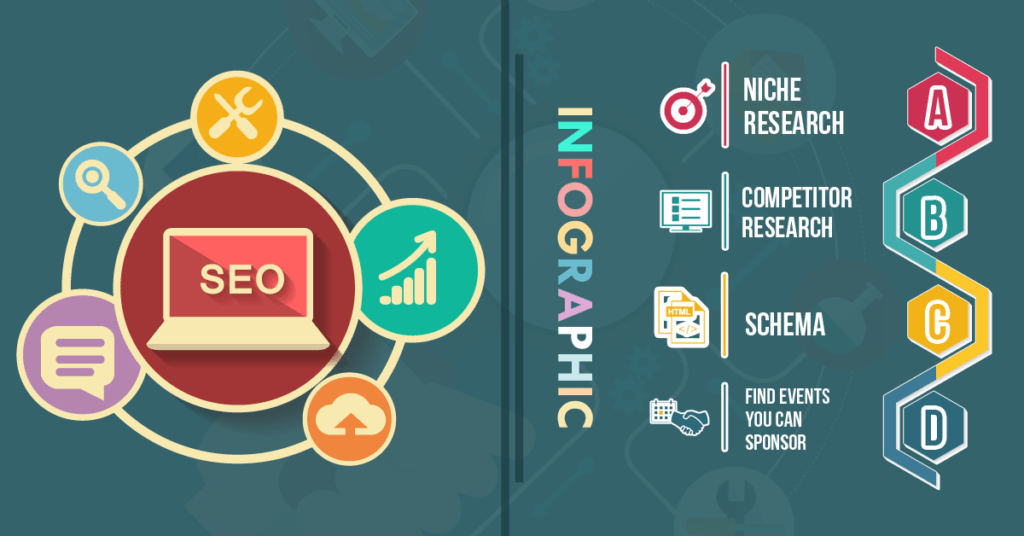 SEO
INFOGRAPHIC
NICHE
RESEARCH
A
COMPETITOR
RESEARCH
B
HTML
</>
SCHEMA
C
FIND EVENTS
YOU CAN
SPONSOR
D